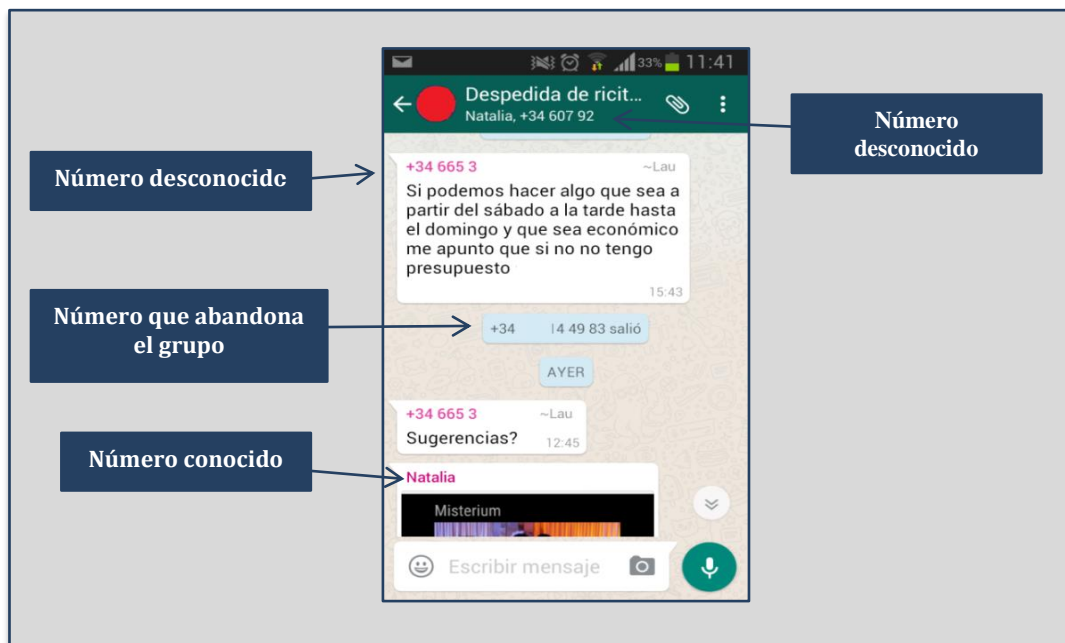 33% 11:41
Despedida de ricit...
Natalia, +34 607 92
Número
desconocido
+34 665 3 ~Lau
Número desconocido
Si podemos hacer algo que sea a
partir del sábado a la tarde hasta
el domingo y que sea económico
me apunto que si no no tengo
presupuesto
15:43
Número que abandona
el grupo
+34 4 49 83 salió
AYER
+34 665 3 ~Lau
Sugerencias? 12:45
Número conocido
Natalia
Misterium
Escribir mensaje